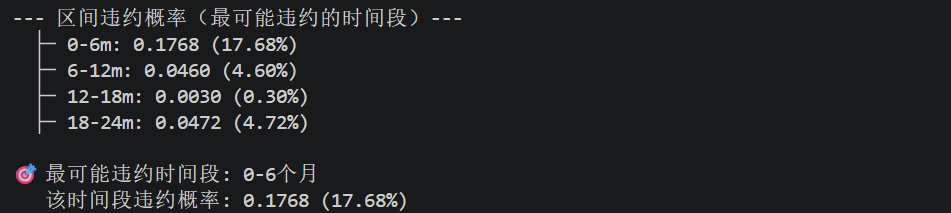 --- 区间违约概率（最可能违约的时间段）---
├─ 0-6m: 0.1768 (17.68%)
├─ 6-12m: 0.0460 (4.60%)
├─ 12-18m: 0.0030 (0.30%)
├─ 18-24m: 0.0472 (4.72%)
🎯 最可能违约时间段: 0-6个月
该时间段违约概率: 0.1768 (17.68%)